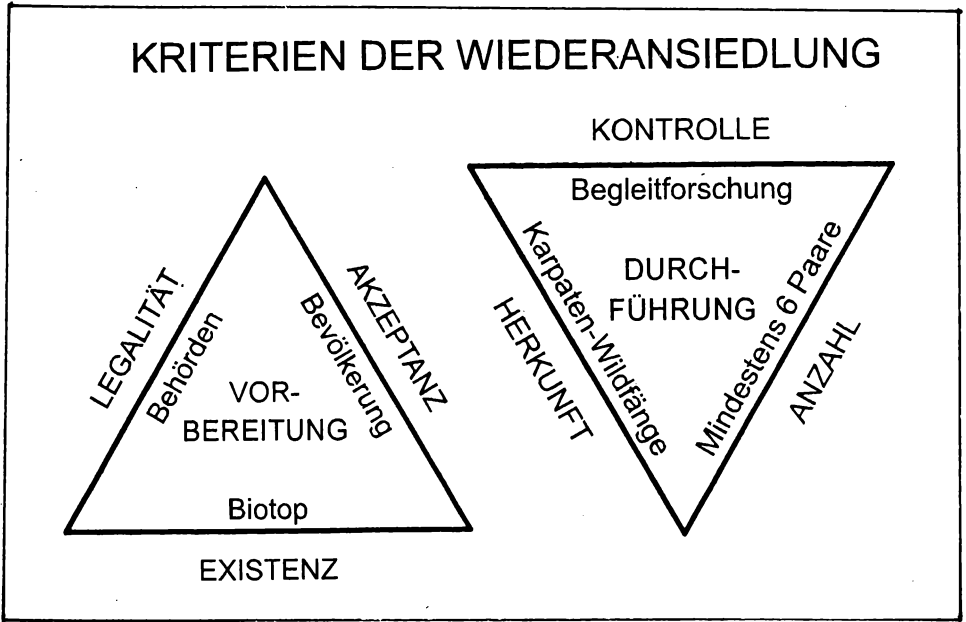 KRITERIEN DER WIEDERANSIEDLUNG
LEGALITÄT
Behörden
AKZEPTANZ
Bevölkerung
VOR-
BEREITUNG
Biotop
EXISTENZ
KONTROLLE
Begleitforschung
HERKUNFT
Karpaten-Wildfänge
DURCH-
FÜHRUNG
Mindestens 6 Paare
ANZAHL